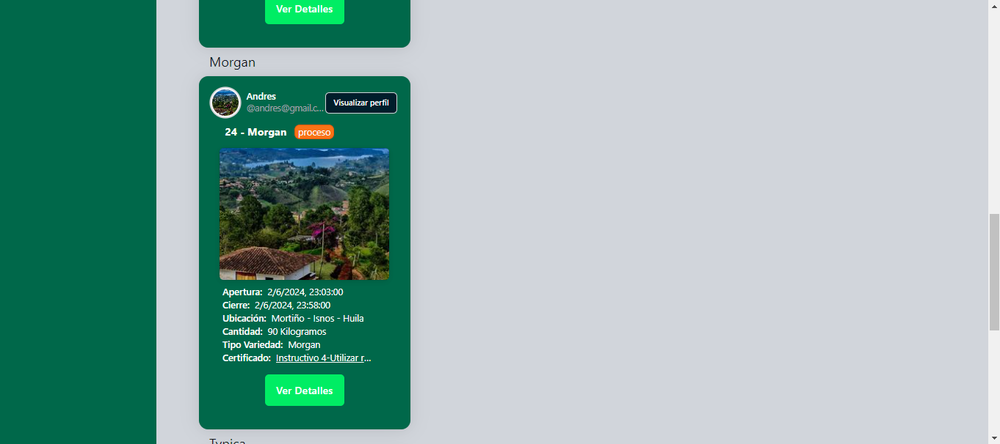 Ver Detalles
Morgan
Andres
@andres@gmail.c...
Visualizar perfil
24 - Morgan
proceso
Apertura: 2/6/2024, 23:03:00
Cierre: 2/6/2024, 23:58:00
Ubicación: Mortiño - Isnos - Huila
Cantidad: 90 Kilogramos
Tipo Variedad: Morgan
Certificado: Instructivo 4-Utilizar r...
Ver Detalles
Typica